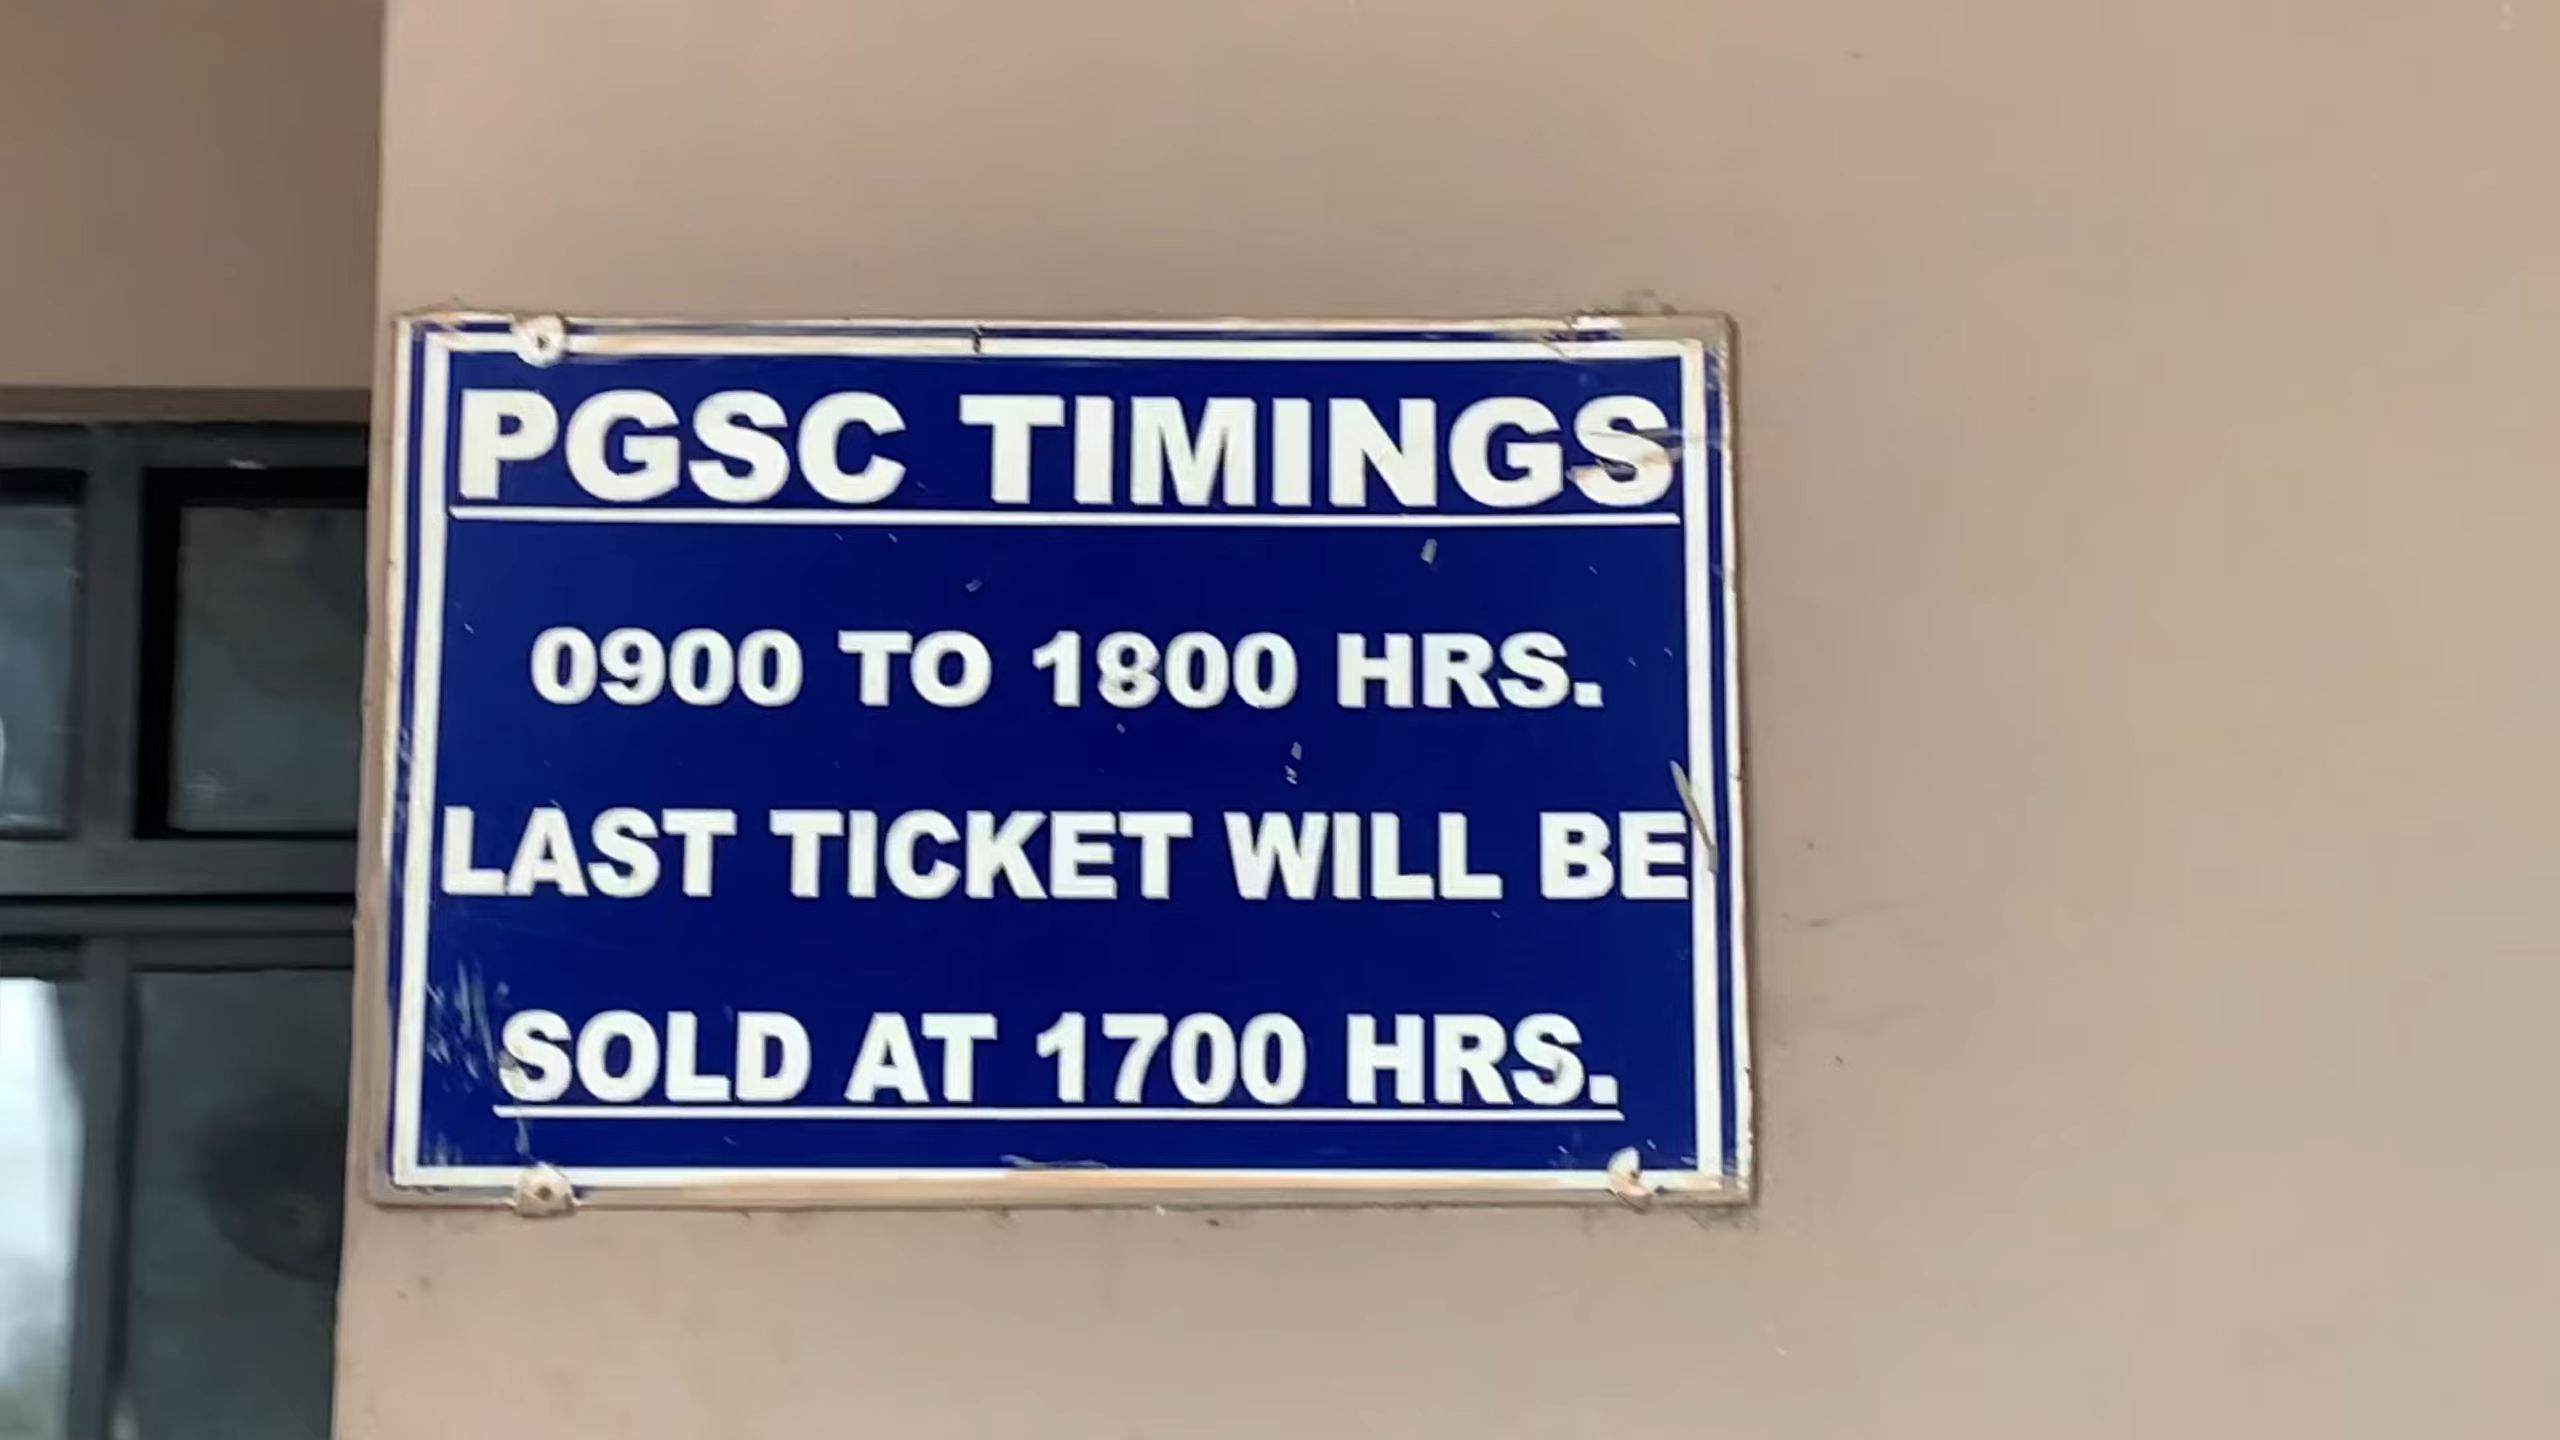 PGSC TIMINGS
0900 TO 1800 HRS.
LAST TICKET WILL BE
SOLD AT 1700 HRS.